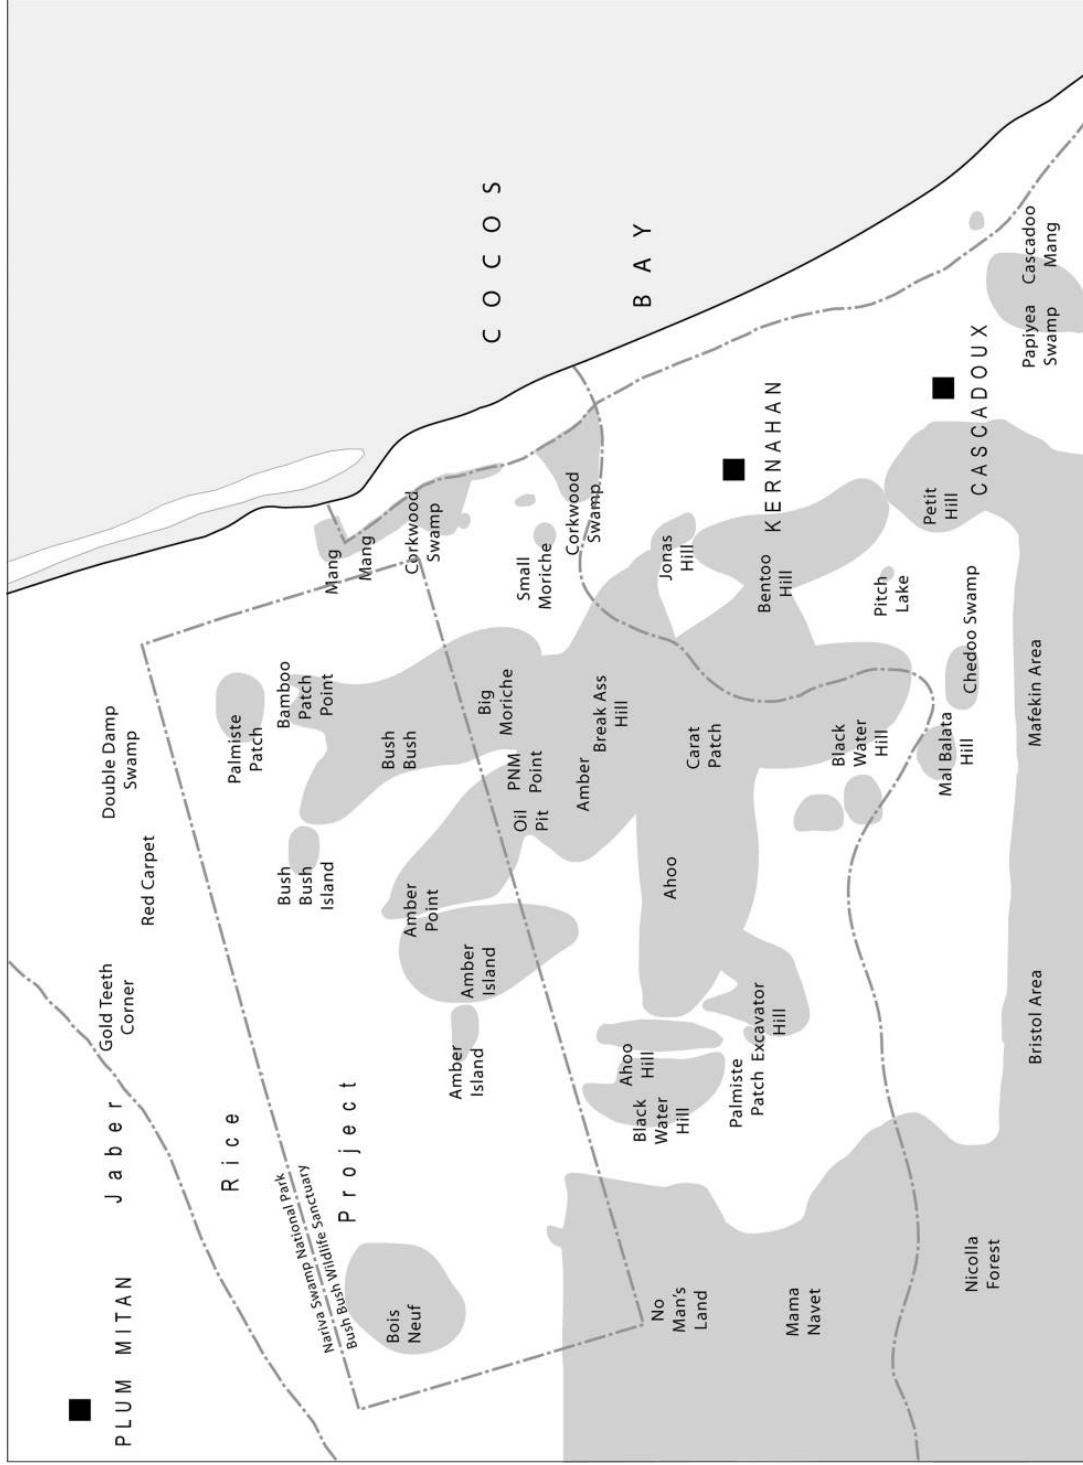 PLUM MITAN
Jaber
Rice
Project
Gold Teeth
Corner
Red Carpet
Double Damp
Swamp
Nariva Swamp National Park
Bush Bush Wildlife Sanctuary
Bois
Neuf
Palmiste
Patch
Bamboo
Patch
Point
Bush
Bush
Island
Bush
Bush
Mang
Mang
Corkwood
Swamp
COCOS
BAY
Amber
Point
Amber
Island
Amber
Island
Big
Moriche
Small
Moriche
PNM
Point
Oil
Pit
Corkwood
Swamp
Amber
Break Ass
Hill
Ahoo
Hill
Black
Water
Hill
No
Man's
Land
Ahoo
Carat
Patch
Jonas
Hill
Palmiste
Patch
Excavator
Hill
Bentoo
Hill
KERNAHAN
Mama
Navet
Black
Water
Hill
Pitch
Lake
Petit
Hill
Mal Balata
Hill
Chedoo Swamp
CASCADOUX
Nicolla
Forest
Bristol Area
Mafekin Area
Papiyea
Swamp
Cascadoo
Mang